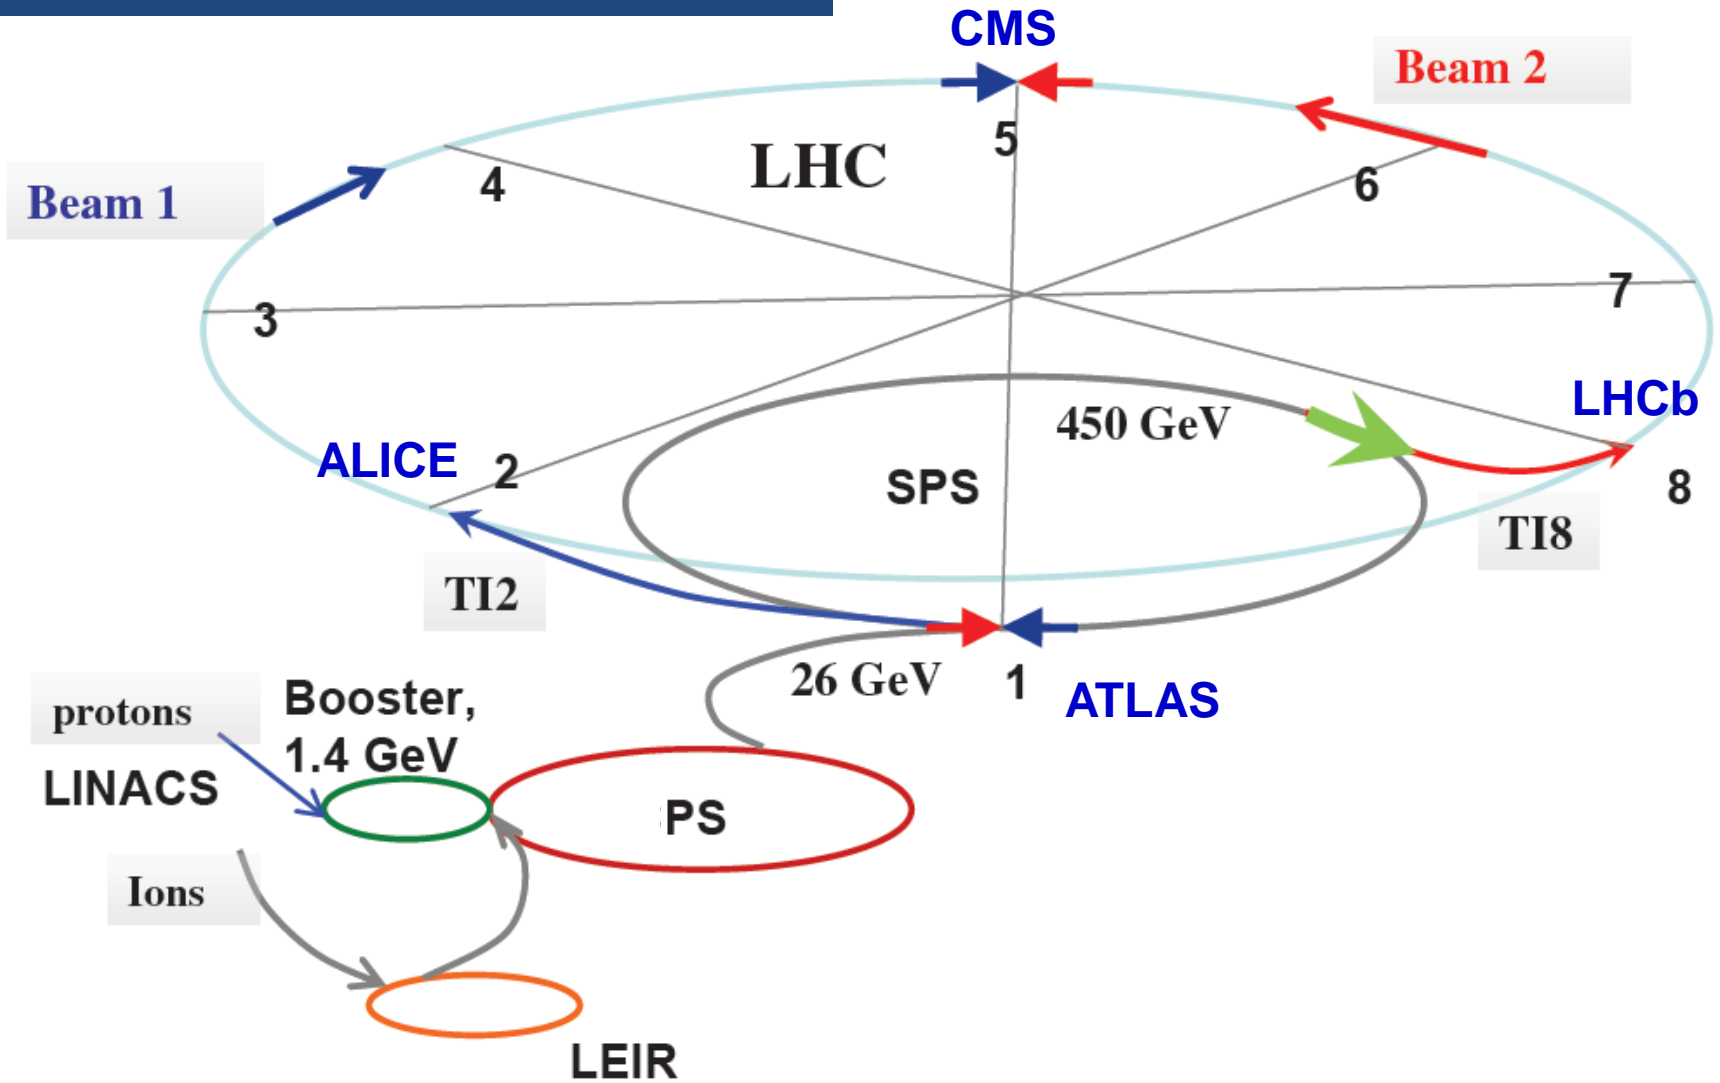 CMS
Beam 2
5
LHC
4
6
Beam 1
7
3
LHCb
450 GeV
ALICE
2
SPS
8
TI8
TI2
26 GeV
1
ATLAS
protons
Booster,
1.4 GeV
LINACS
PS
Ions
LEIR